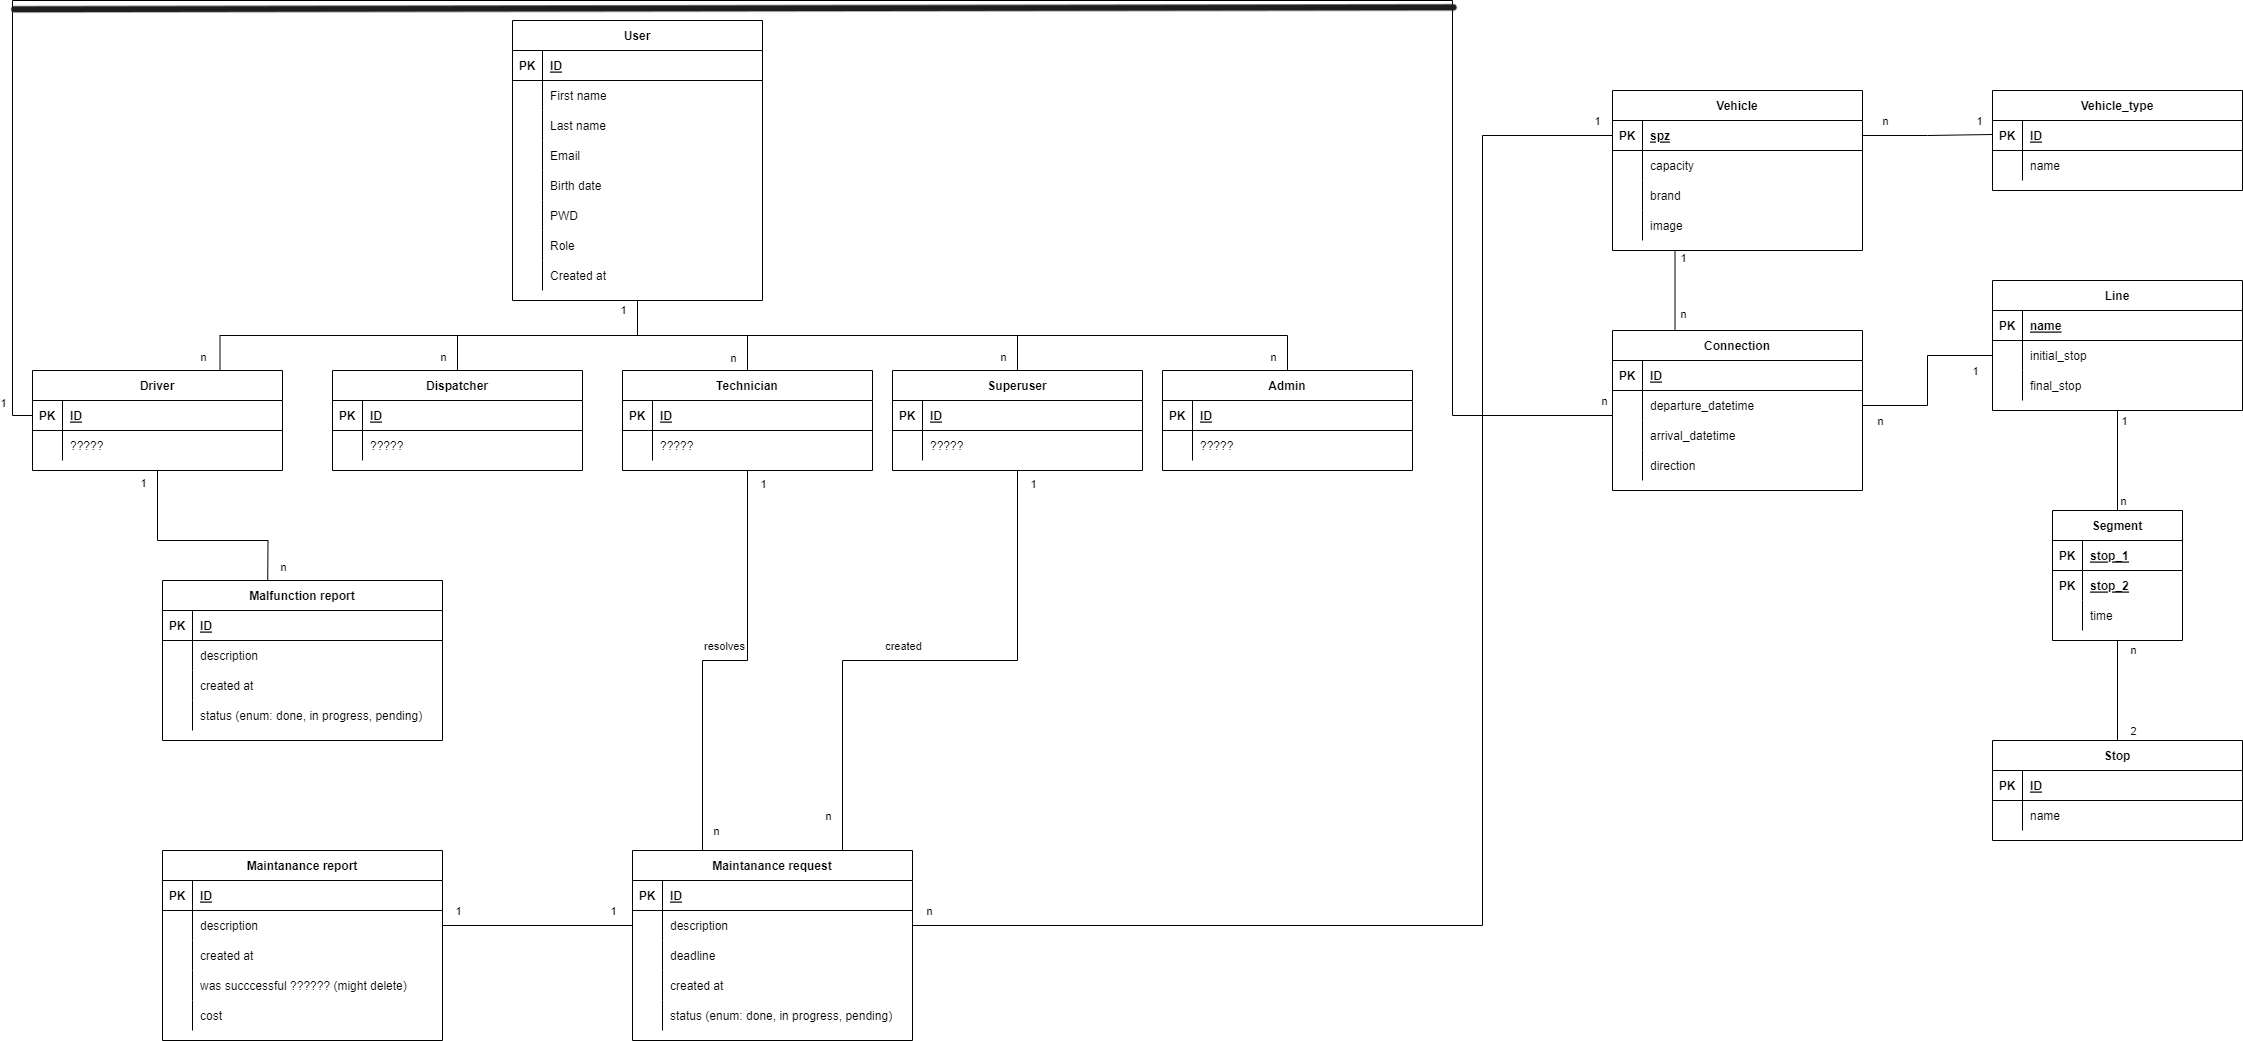 User
PK ID
First name
Last name
Email
Birth date
PWD
Role
Created at
1
n
n
n
n
n
1
Driver
PK ID
?????
Dispatcher
PK ID
?????
Technician
PK ID
?????
Superuser
PK ID
?????
Admin
PK ID
?????
1
1
1
n
Malfunction report
PK ID
description
created at
status (enum: done, in progress, pending)
resolves
created
n
n
Maintanance report
PK ID
description
created at
was succcessful ?????? (might delete)
cost
1
1
Maintanance request
PK ID
description
deadline
created at
status (enum: done, in progress, pending)
n
1
Vehicle
PK spz
capacity
brand
image
n
1
Vehicle_type
PK ID
name
1
n
n
Connection
PK ID
departure_datetime
arrival_datetime
direction
n
1
Line
PK name
initial_stop
final_stop
1
n
Segment
PK stop_1
PK stop_2
time
n
2
Stop
PK ID
name